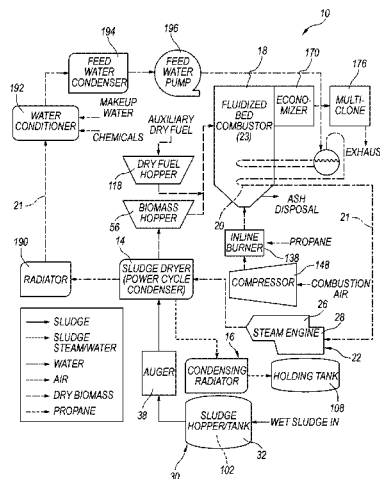 10
194
FEED
WATER
CONDENSER
196
FEED
WATER
PUMP
18
170
176
192
WATER
CONDITIONER
MAKEUP
WATER
CHEMICALS
FLUIDIZED
BED
COMBUSTOR
(23)
ECONO-
MIZER
MULTI-
CLONE
AUXILIARY
DRY FUEL
DRY FUEL
HOPPER
118
EXHAUST
BIOMASS
HOPPER
56
20
ASH
DISPOSAL
21
21
14
190
RADIATOR
SLUDGE DRYER
(POWER CYCLE
CONDENSER)
INLINE
BURNER
PROPANE
138
148
COMPRESSOR
COMBUSTION
AIR
26
28
STEAM ENGINE
22
16
CONDENSING
RADIATOR
HOLDING TANK
108
AUGER
38
SLUDGE
HOPPER/TANK
WET SLUDGE IN
32
102
30
SLUDGE
SLUDGE
STEAM/WATER
WATER
AIR
DRY BIOMASS
PROPANE